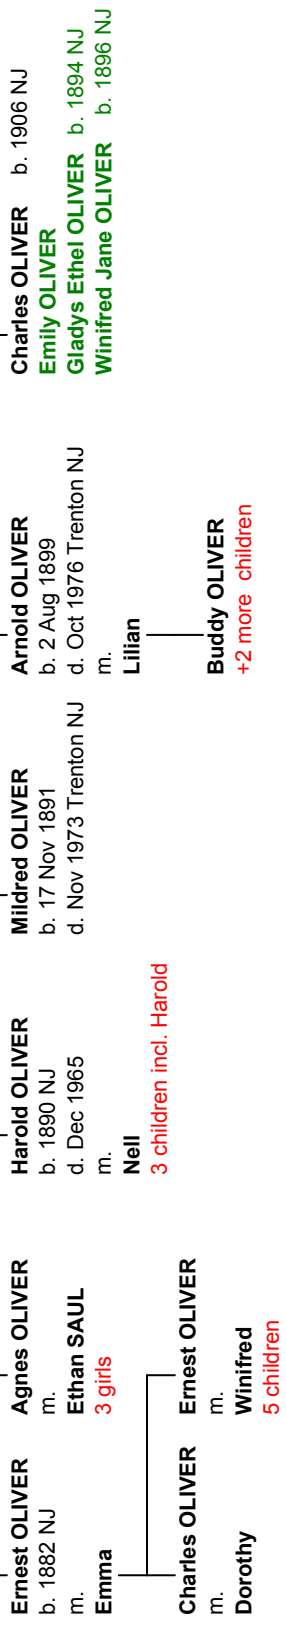 Ernest OLIVER
b. 1882 NJ
m.
Emma
Charles OLIVER
m.
Dorothy
Ernest OLIVER
m.
Winifred
5 children
Agnes OLIVER
m.
Ethan SAUL
3 girls
Harold OLIVER
b. 1890 NJ
d. Dec 1965
m.
Nell
3 children incl. Harold
Mildred OLIVER
b. 17 Nov 1891
d. Nov 1973 Trenton NJ
Arnold OLIVER
b. 2 Aug 1899
d. Oct 1976 Trenton NJ
m.
Lilian
Buddy OLIVER
+2 more children
Charles OLIVER b. 1906 NJ
Emily OLIVER
Gladys Ethel OLIVER b. 1894 NJ
Winifred Jane OLIVER b. 1896 NJ